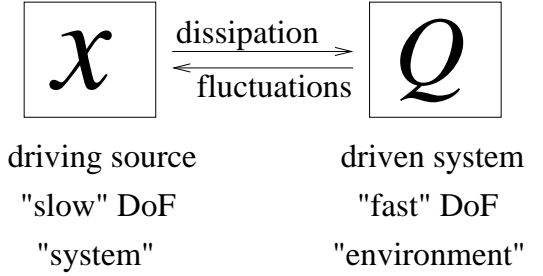 x
dissipation
fluctuations
Q
driving source
"slow" DoF
"system"
driven system
"fast" DoF
"environment"